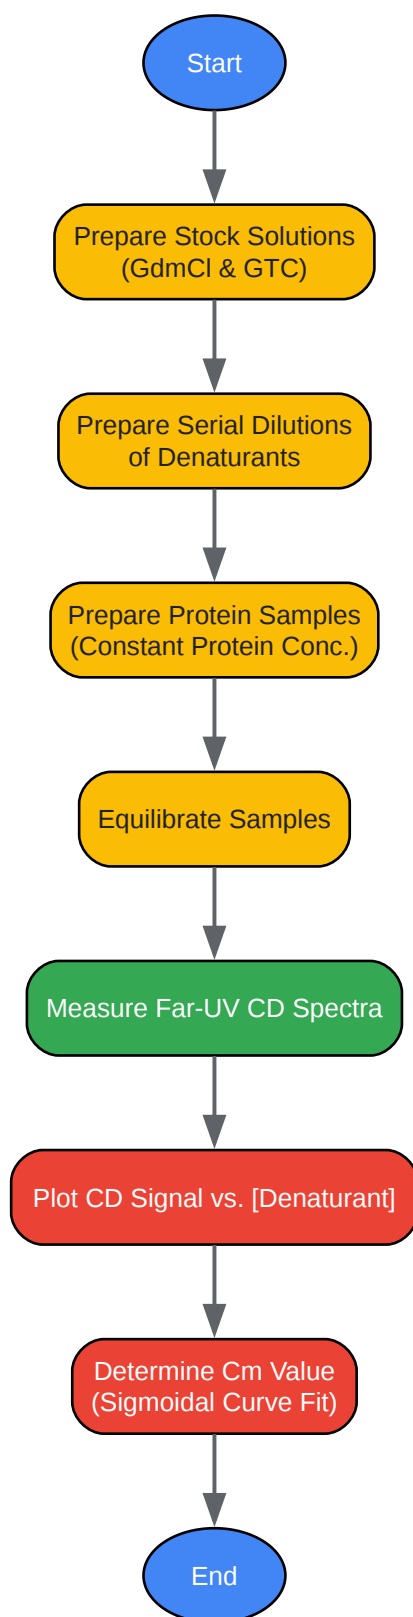 Start
Prepare Stock Solutions
(GdmCl & GTC)
Prepare Serial Dilutions
of Denaturants
Prepare Protein Samples
(Constant Protein Conc.)
Equilibrate Samples
Measure Far-UV CD Spectra
Plot CD Signal vs. [Denaturant]
Determine Cm Value
(Sigmoidal Curve Fit)
End